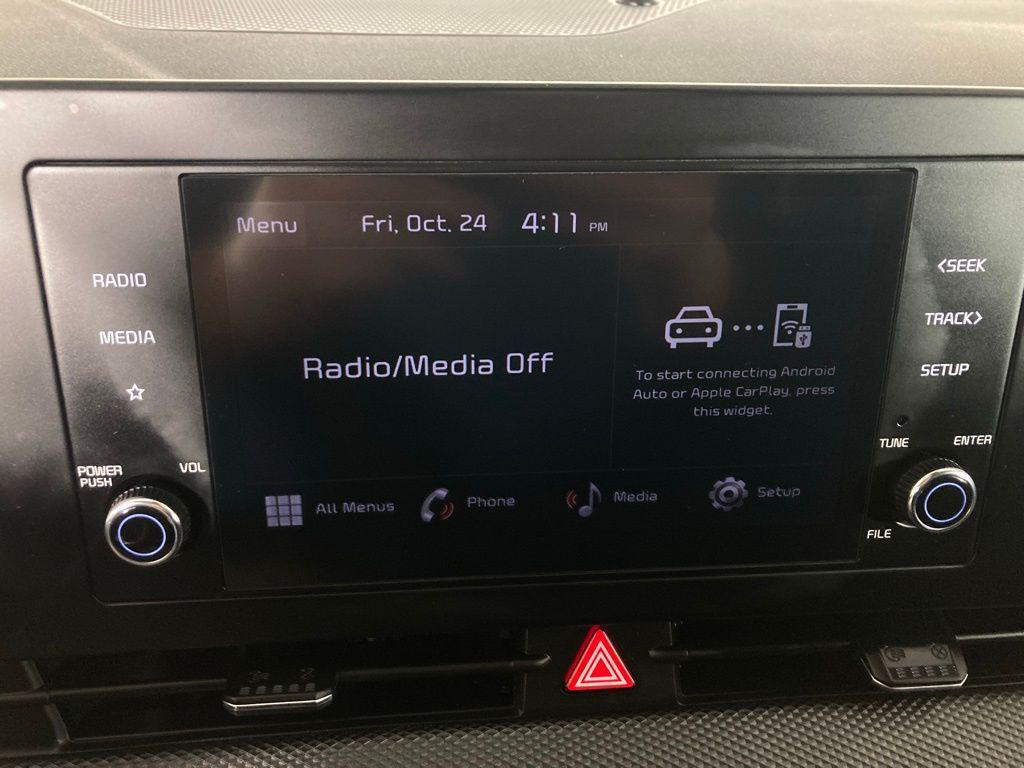 Menu
Fri, Oct. 24
4:11 PM
RADIO
MEDIA
POWER
PUSH
VOL
Radio/Media Off
To start connecting Android
Auto or Apple CarPlay, press
this widget.
All Menus
Phone
Media
Setup
<SEEK
TRACK>
SETUP
TUNE
ENTER
FILE